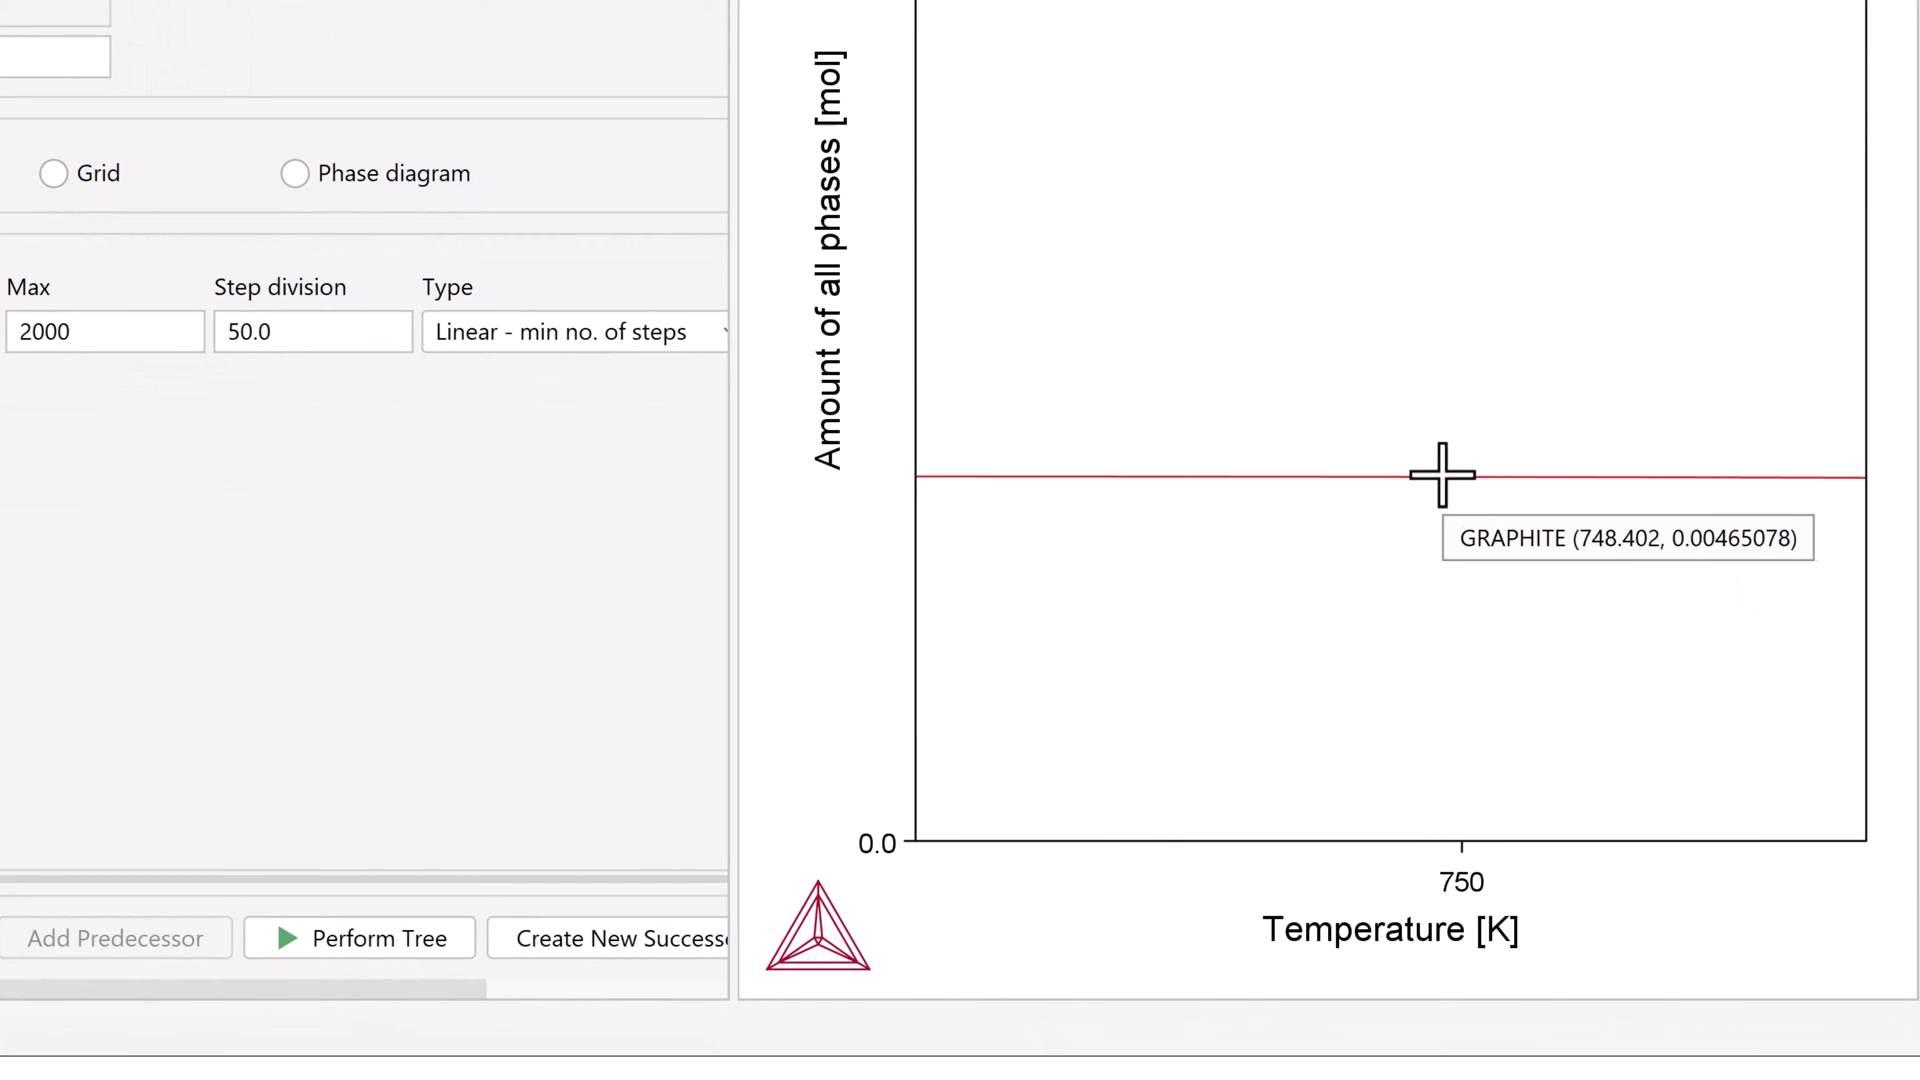 Grid
Phase diagram
Max
Step division
Type
2000
50.0
Linear - min no. of steps
Add Predecessor
Perform Tree
Create New Successo
Amount of all phases [mol]
GRAPHITE (748.402, 0.00465078)
0.0
750
Temperature [K]